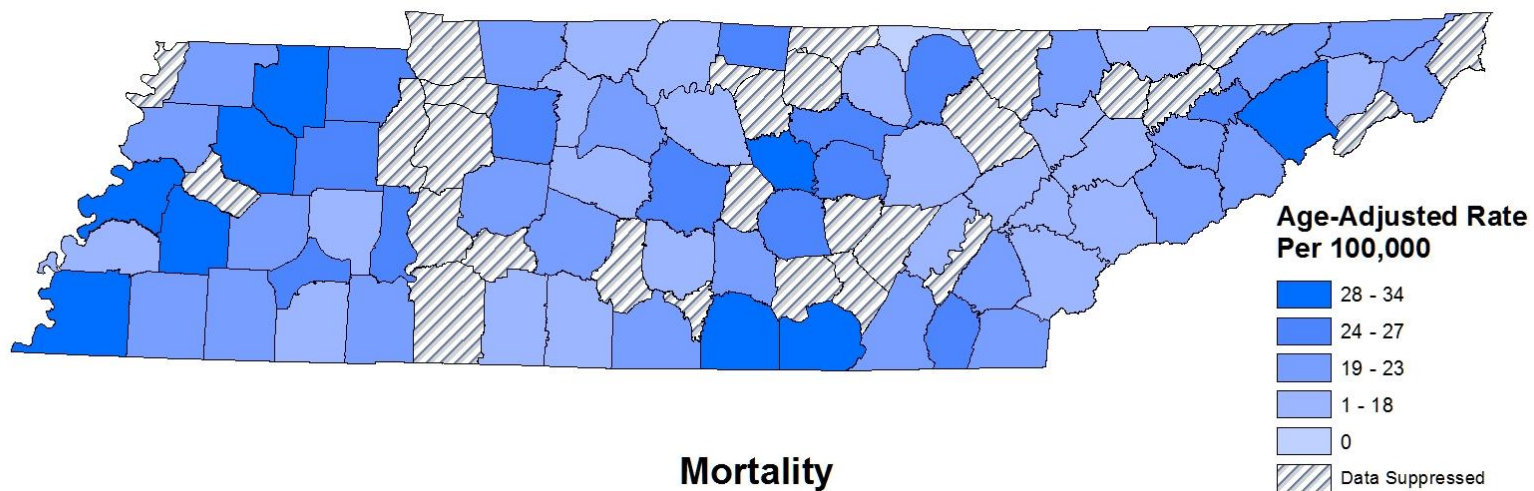 Age-Adjusted Rate
Per 100,000
28 - 34
24 - 27
19 - 23
1 - 18
0
Data Suppressed
Mortality